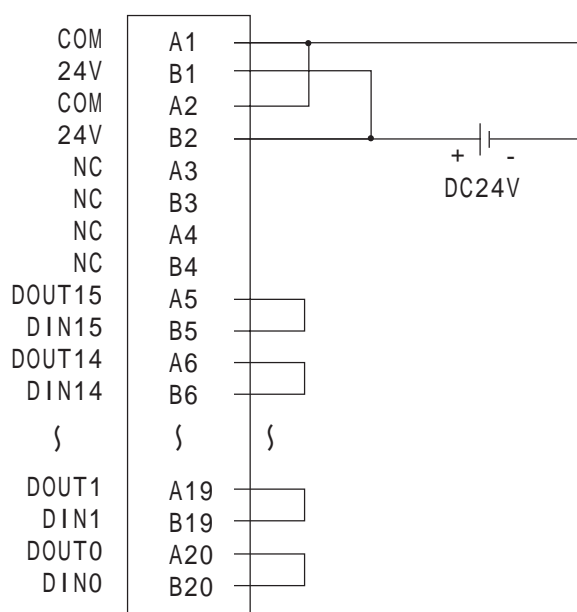 COM A1
24V B1
COM A2
24V B2
+ -
NC A3
DC24V
NC B3
NC A4
NC B4
DOUT15 A5
DIN15 B5
DOUT14 A6
DIN14 B6
DOUT1 A19
DIN1 B19
DOUT0 A20
DIN0 B20